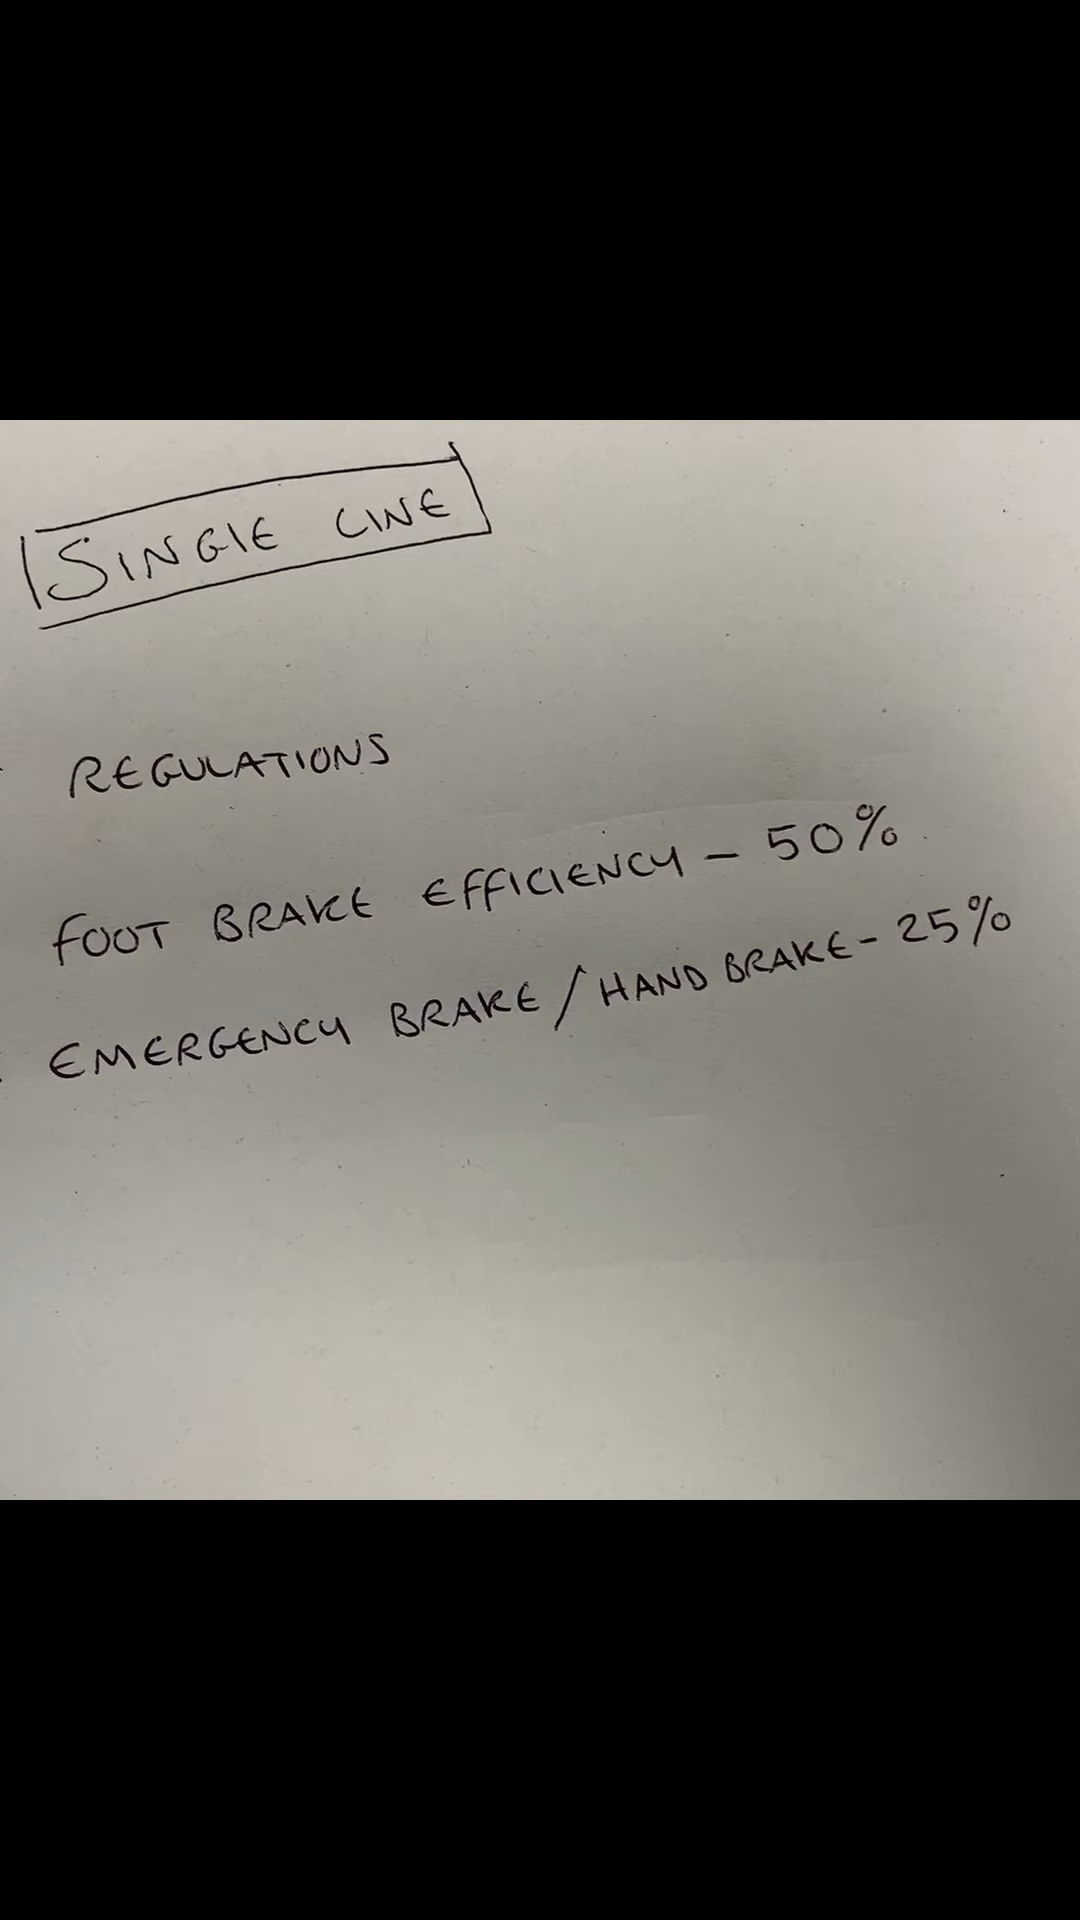 SINGLE LINE
REGULATIONS
FOOT BRAKE EFFICIENCY - 50%
EMERGENCY BRAKE / HAND BRAKE - 25%